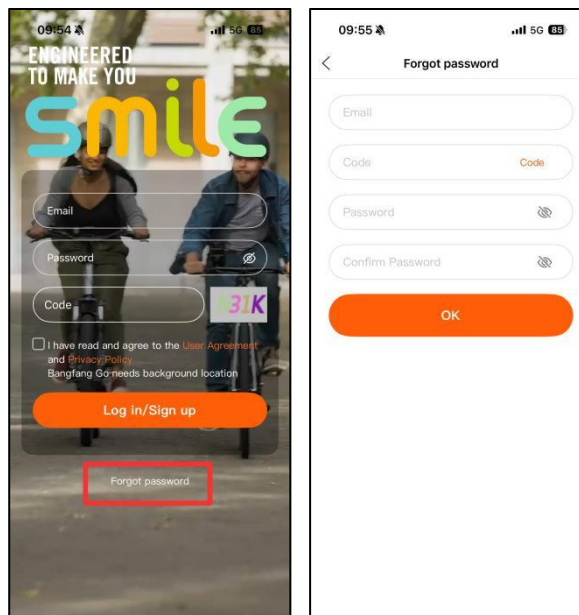 09:54
5G 85
ENGINEERED
TO MAKE YOU
smile
Email
Password
Code
31K
I have read and agree to the User Agreement
and Privacy Policy
Bangfang Go needs background location
Log in/Sign up
Forgot password
09:55
5G 85
Forgot password
Email
Code
Code
Password
Confirm Password
OK